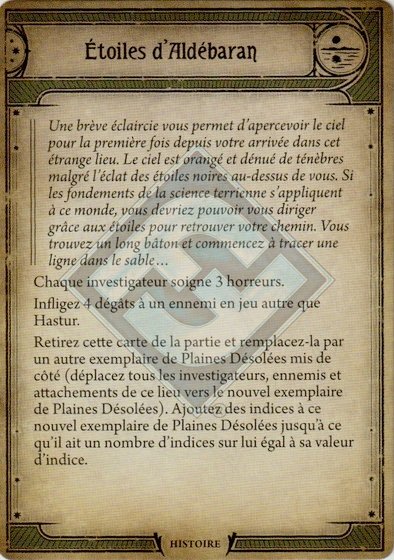 Étoiles d'Aldébaran
Une brève éclaircie vous permet d'apercevoir le ciel
pour la première fois depuis votre arrivée dans cet
étrange lieu. Le ciel est orangé et dénué de ténèbres
malgré l'éclat des étoiles noires au-dessus de vous. Si
les fondements de la science terrienne s'appliquent
à ce monde, vous devriez pouvoir vous diriger
grâce aux étoiles pour retrouver votre chemin. Vous
trouvez un long bâton et commencez à tracer une
ligne dans le sable…
Chaque investigateur soigne 3 horreurs.
Infligez 4 dégâts à un ennemi en jeu autre que
Hastur.
Retirez cette carte de la partie et remplacez-la par
un autre exemplaire de Plaines Désolées mis de
côté (déplacez tous les investigateurs, ennemis et
attachements de ce lieu vers le nouvel exemplaire
de Plaines Désolées). Ajoutez des indices à ce
nouvel exemplaire de Plaines Désolées jusqu'à ce
qu'il ait un nombre d'indices sur lui égal à sa valeur
d'indice.
HISTOIRE